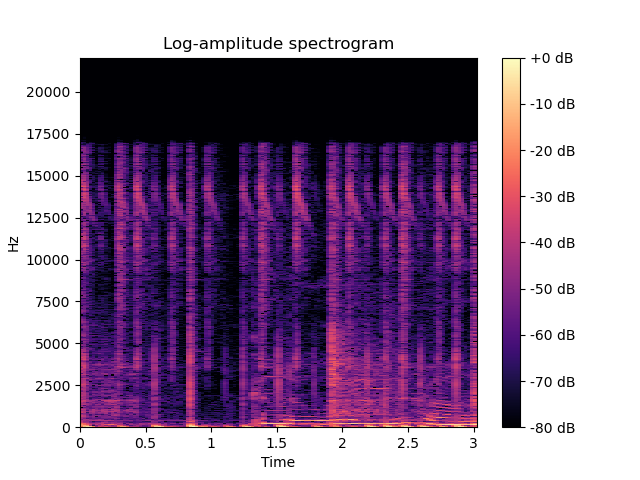 Log-amplitude spectrogram
Hz
20000
17500
15000
12500
10000
7500
5000
2500
0
0 0.5 1 1.5 2 2.5 3
Time
+0 dB
-10 dB
-20 dB
-30 dB
-40 dB
-50 dB
-60 dB
-70 dB
-80 dB